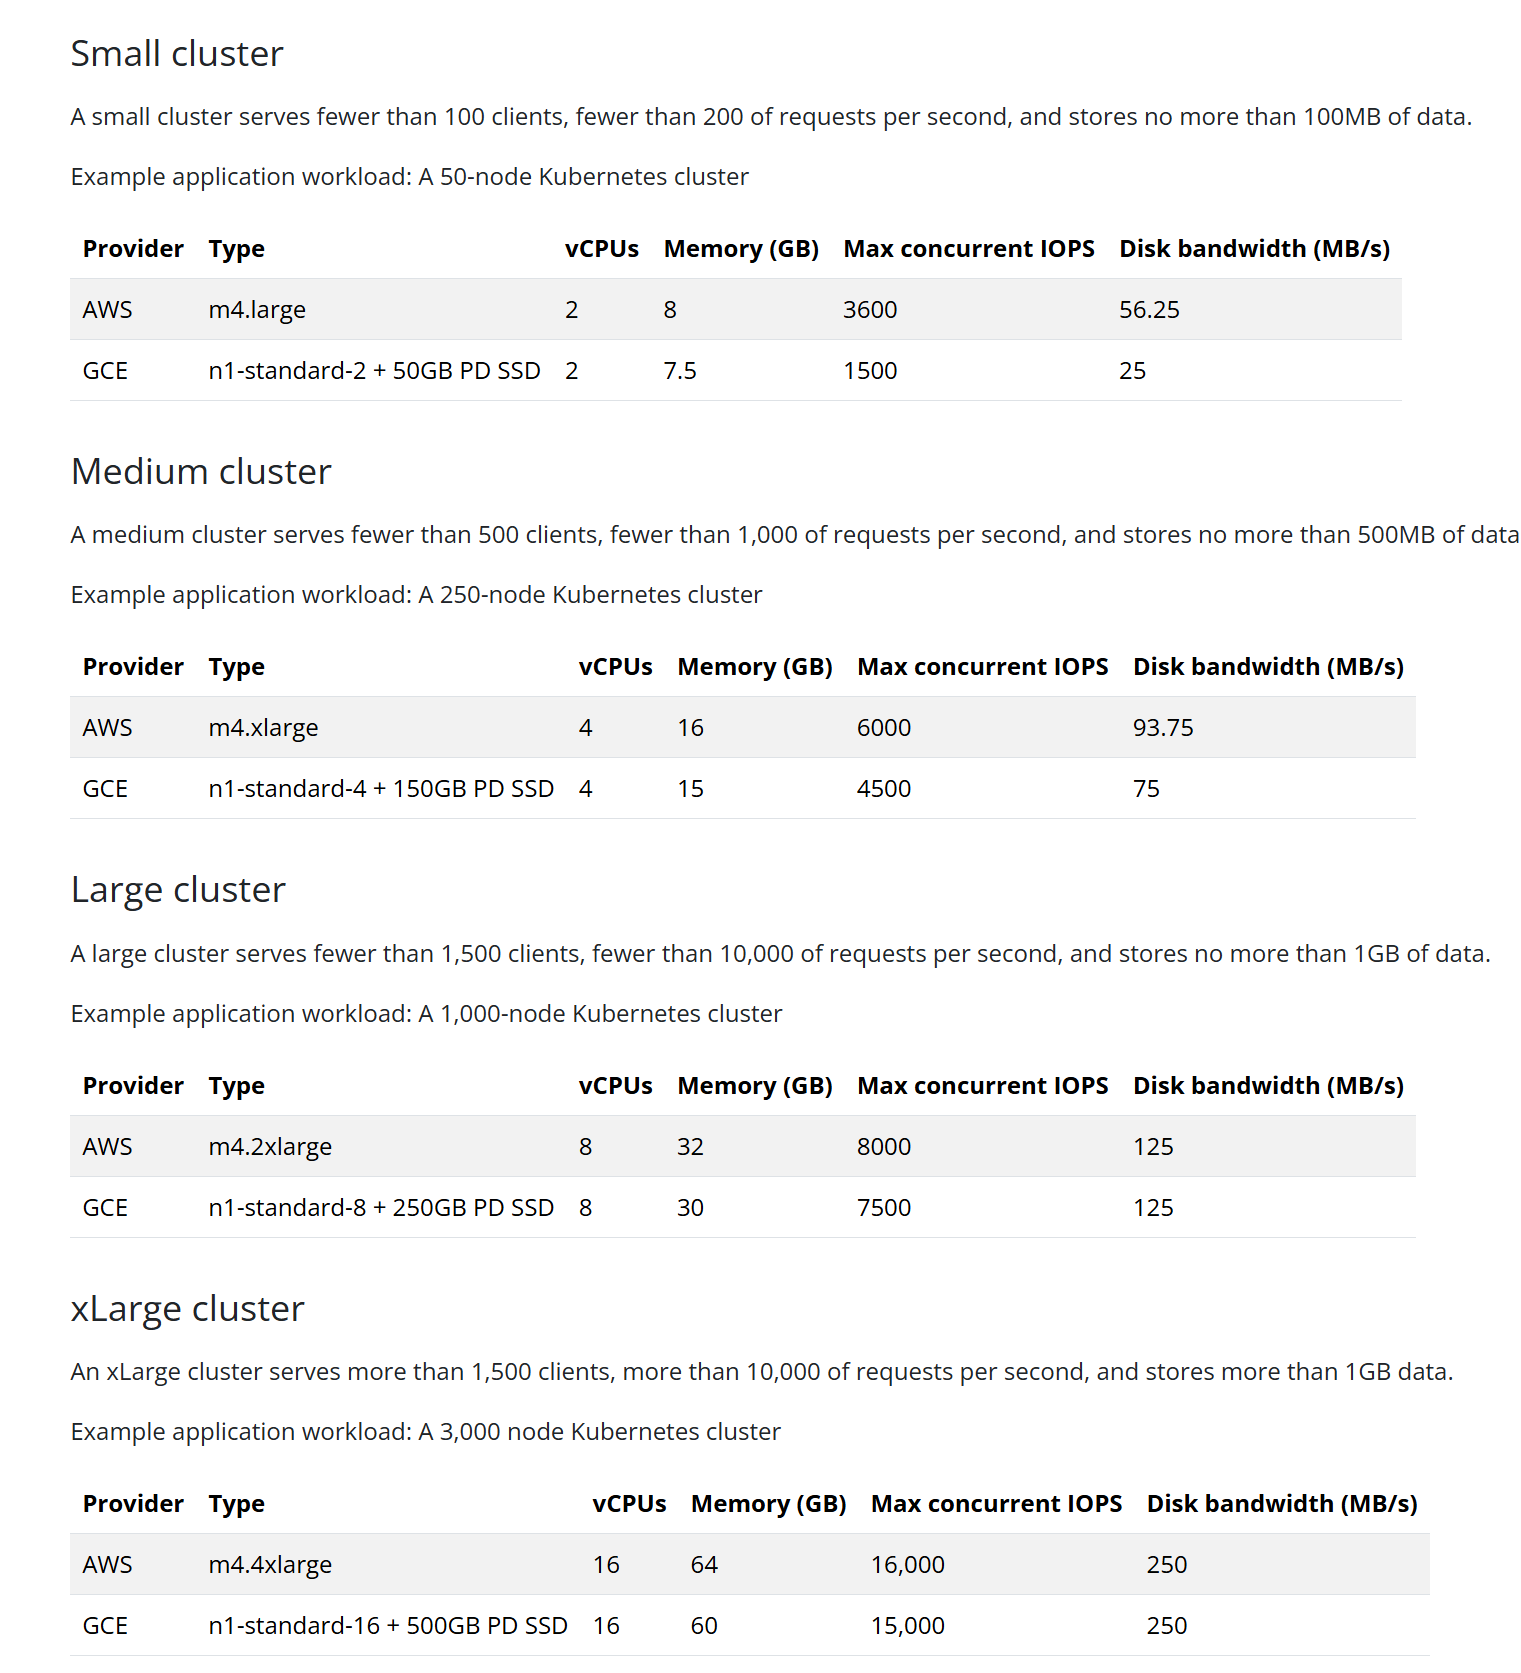 Small cluster
A small cluster serves fewer than 100 clients, fewer than 200 of requests per second, and stores no more than 100MB of data.
Example application workload: A 50-node Kubernetes cluster
Provider Type vCPUs Memory (GB) Max concurrent IOPS Disk bandwidth (MB/s)
AWS m4.large 2 8 3600 56.25
GCE n1-standard-2 + 50GB PD SSD 2 7.5 1500 25
Medium cluster
A medium cluster serves fewer than 500 clients, fewer than 1,000 of requests per second, and stores no more than 500MB of data
Example application workload: A 250-node Kubernetes cluster
Provider Type vCPUs Memory (GB) Max concurrent IOPS Disk bandwidth (MB/s)
AWS m4.xlarge 4 16 6000 93.75
GCE n1-standard-4 + 150GB PD SSD 4 15 4500 75
Large cluster
A large cluster serves fewer than 1,500 clients, fewer than 10,000 of requests per second, and stores no more than 1GB of data.
Example application workload: A 1,000-node Kubernetes cluster
Provider Type vCPUs Memory (GB) Max concurrent IOPS Disk bandwidth (MB/s)
AWS m4.2xlarge 8 32 8000 125
GCE n1-standard-8 + 250GB PD SSD 8 30 7500 125
xLarge cluster
An xLarge cluster serves more than 1,500 clients, more than 10,000 of requests per second, and stores more than 1GB data.
Example application workload: A 3,000 node Kubernetes cluster
Provider Type vCPUs Memory (GB) Max concurrent IOPS Disk bandwidth (MB/s)
AWS m4.4xlarge 16 64 16,000 250
GCE n1-standard-16 + 500GB PD SSD 16 60 15,000 250